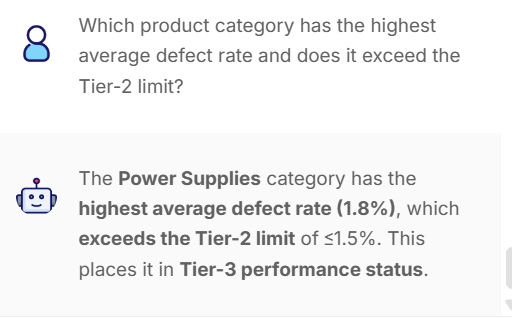 Which product category has the highest
average defect rate and does it exceed the
Tier-2 limit?
The Power Supplies category has the
highest average defect rate (1.8%), which
exceeds the Tier-2 limit of ≤1.5%. This
places it in Tier-3 performance status.